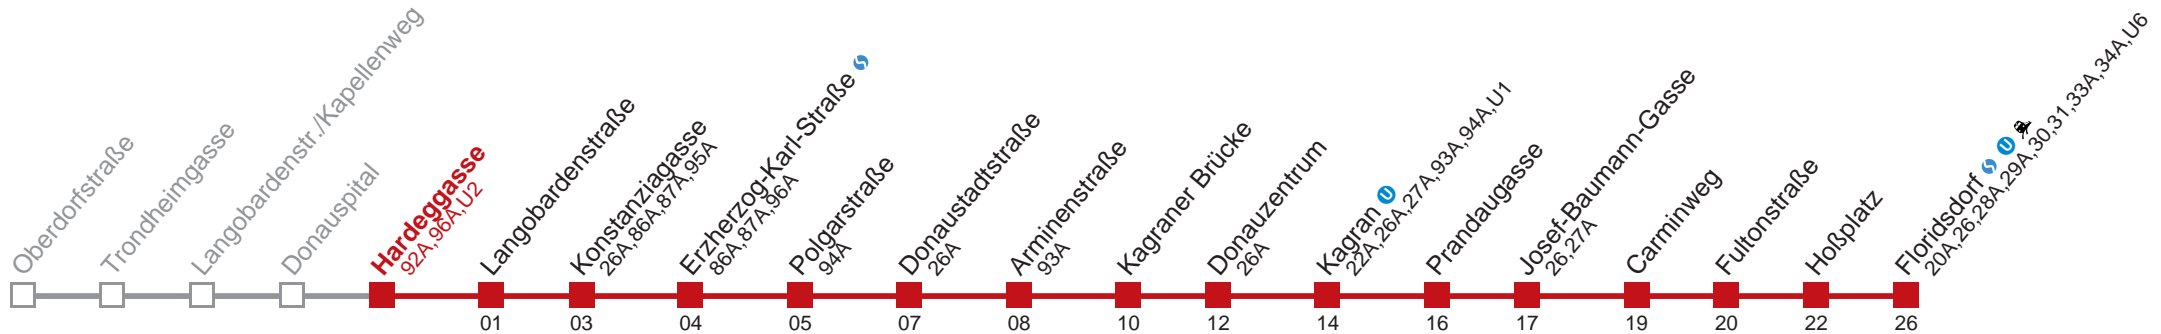 Oberdorfstraße
Trondheimgasse
Langobardenstr./Kapellenweg
Donauspital
Hardeggasse
92A,96A,U2
Langobardenstraße
01
Konstanziagasse
26A,86A,87A,95A
03
Erzherzog-Karl-Straße S
86A,87A,96A
04
Polgarstraße
94A
05
Donaustadtstraße
26A
07
Arminenstraße
93A
08
Kagraner Brücke
10
Donauzentrum
26A
12
Kagran U
22A,26A,27A,93A,94A,U1
14
Prandaugasse
16
Josef-Baumann-Gasse
26,27A
17
Carminweg
19
Fultonstraße
20
Hoßplatz
22
Floridsdorf S U
20A,26,28A,29A,30,31,33A,34A,U6
26